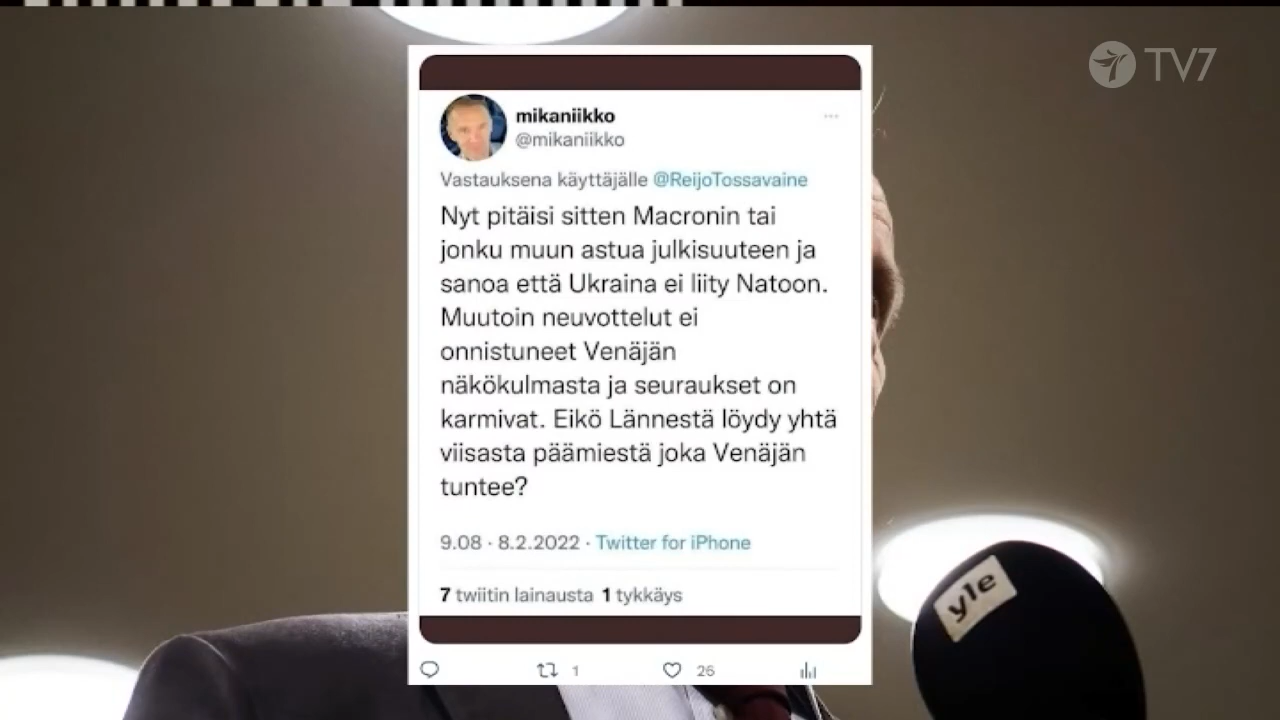 TV7
mikaniikko
@mikaniikko
Vastauksena käyttäjälle @ReijoTossavaine
Nyt pitäisi sitten Macronin tai
jonku muun astua julkisuuteen ja
sanoa että Ukraina ei liity Natoon.
Muutoin neuvottelut ei
onnistuneet Venäjän
näkökulmasta ja seuraukset on
karmivat. Eikö Lännestä löydy yhtä
viisasta päämiestä joka Venäjän
tuntee?
9.08 · 8.2.2022 · Twitter for iPhone
7 twiitin lainausta 1 tykkäys
1 26
yle